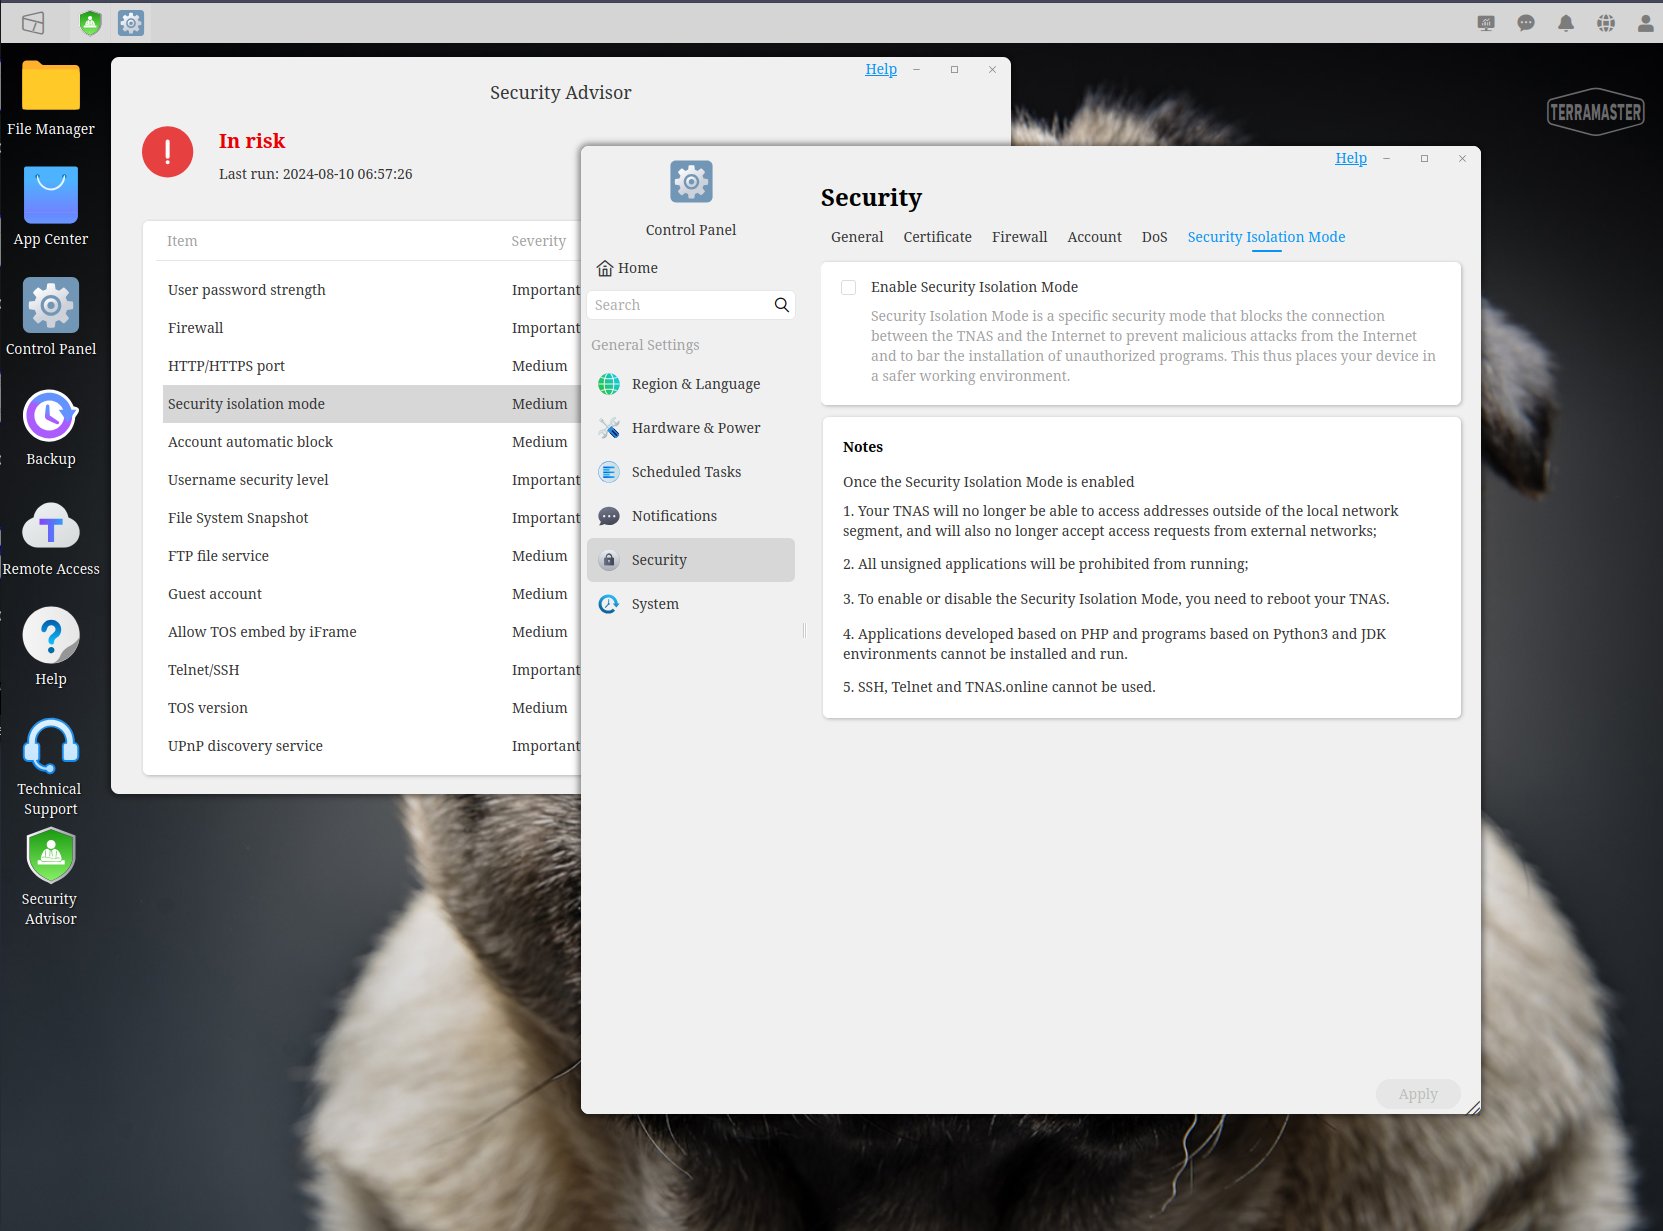 TERRAMASTER
File Manager
App Center
Control Panel
Backup
Remote Access
Help
Technical
Support
Security
Advisor
Help
Security Advisor
In risk
Last run: 2024-08-10 06:57:26
Item Severity
User password strength Important
Firewall Important
HTTP/HTTPS port Medium
Security isolation mode Medium
Account automatic block Medium
Username security level Important
File System Snapshot Important
FTP file service Medium
Guest account Medium
Allow TOS embed by iFrame Medium
Telnet/SSH Important
TOS version Medium
UPnP discovery service Important
Help
Control Panel
Home
Search
General Settings
Region & Language
Hardware & Power
Scheduled Tasks
Notifications
Security
System
Security
General Certificate Firewall Account DoS Security Isolation Mode
Enable Security Isolation Mode
Security Isolation Mode is a specific security mode that blocks the connection
between the TNAS and the Internet to prevent malicious attacks from the Internet
and to bar the installation of unauthorized programs. This thus places your device in
a safer working environment.
Notes
Once the Security Isolation Mode is enabled
1. Your TNAS will no longer be able to access addresses outside of the local network
segment, and will also no longer accept access requests from external networks;
2. All unsigned applications will be prohibited from running;
3. To enable or disable the Security Isolation Mode, you need to reboot your TNAS.
4. Applications developed based on PHP and programs based on Python3 and JDK
environments cannot be installed and run.
5. SSH, Telnet and TNAS.online cannot be used.
Apply